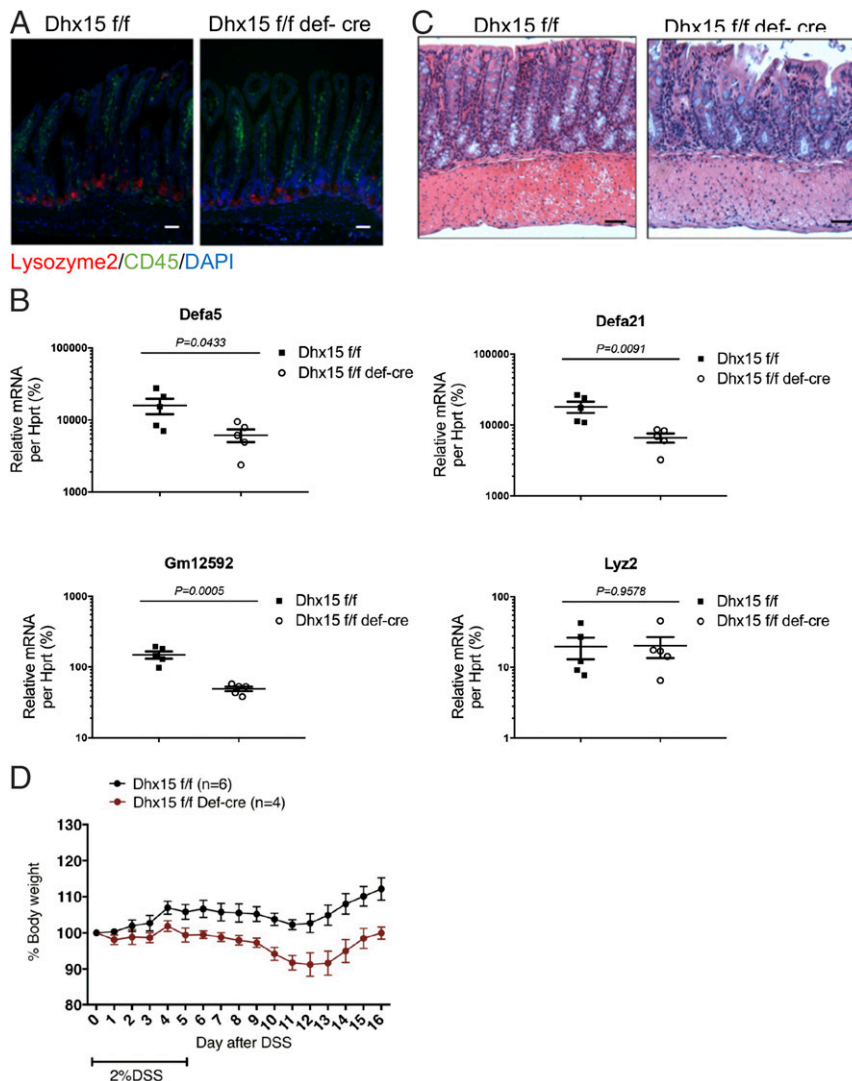 A
Dhx15 f/f
Dhx15 f/f def- cre
Lysozyme2/CD45/DAPI
C
Dhx15 f/f
Dhx15 f/f def- cre
B
Defa5
P=0.0433
Dhx15 f/f
Dhx15 f/f def-cre
Relative mRNA
per Hprt (%)
100000
10000
1000
Defa21
P=0.0091
Dhx15 f/f
Dhx15 f/f def-cre
Relative mRNA
per Hprt (%)
100000
10000
1000
Gm12592
P=0.0005
Dhx15 f/f
Dhx15 f/f def-cre
Relative mRNA
per Hprt (%)
1000
100
10
Lyz2
P=0.9578
Dhx15 f/f
Dhx15 f/f def-cre
Relative mRNA
per Hprt (%)
100
10
1
D
Dhx15 f/f (n=6)
Dhx15 f/f Def-cre (n=4)
% Body weight
130
120
110
100
90
80
0 1 2 3 4 5 6 7 8 9 10 11 12 13 14 15 16
Day after DSS
2%DSS